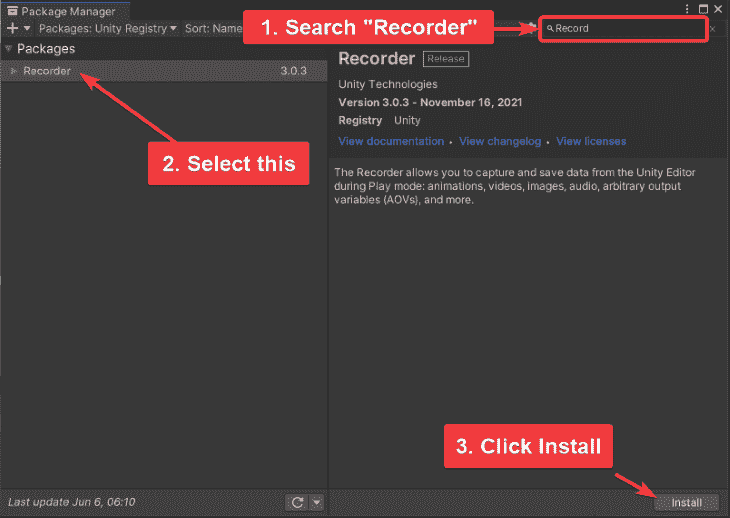 Package Manager
Packages: Unity Registry Sort: Name
1. Search "Recorder"
Record
Packages
Recorder 3.0.3
2. Select this
Recorder Release
Unity Technologies
Version 3.0.3 - November 16, 2021
Registry Unity
View documentation • View changelog • View licenses
The Recorder allows you to capture and save data from the Unity Editor
during Play mode: animations, videos, images, audio, arbitrary output
variables (AOVs), and more.
3. Click Install
Last update Jun 6, 06:10
Install